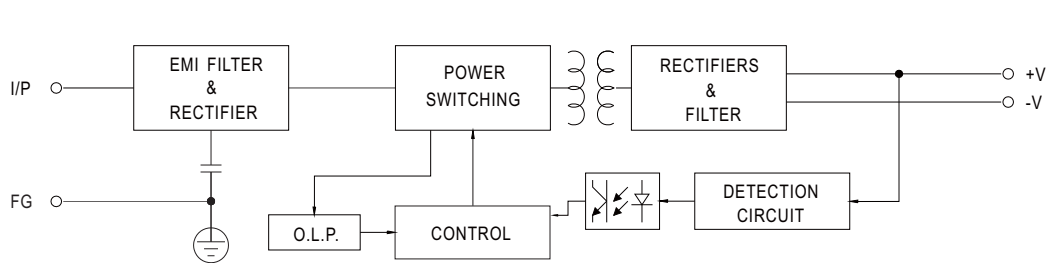 I/P
EMI FILTER
&
RECTIFIER
POWER
SWITCHING
RECTIFIERS
&
FILTER
+V
-V
FG
O.L.P.
CONTROL
DETECTION
CIRCUIT